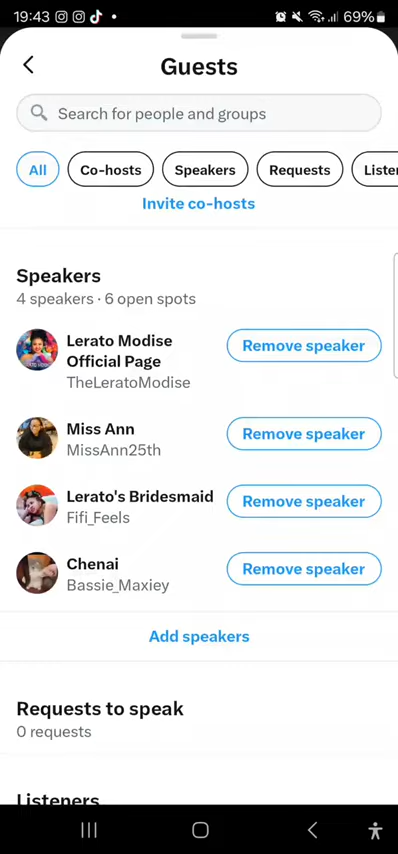 19:43
69%
Guests
Search for people and groups
All
Co-hosts
Speakers
Requests
Liste
Invite co-hosts
Speakers
4 speakers · 6 open spots
Lerato Modise
Official Page
TheLeratoModise
Remove speaker
Miss Ann
MissAnn25th
Remove speaker
Lerato's Bridesmaid
Fifi_Feels
Remove speaker
Chenai
Bassie_Maxiey
Remove speaker
Add speakers
Requests to speak
0 requests
Listeners